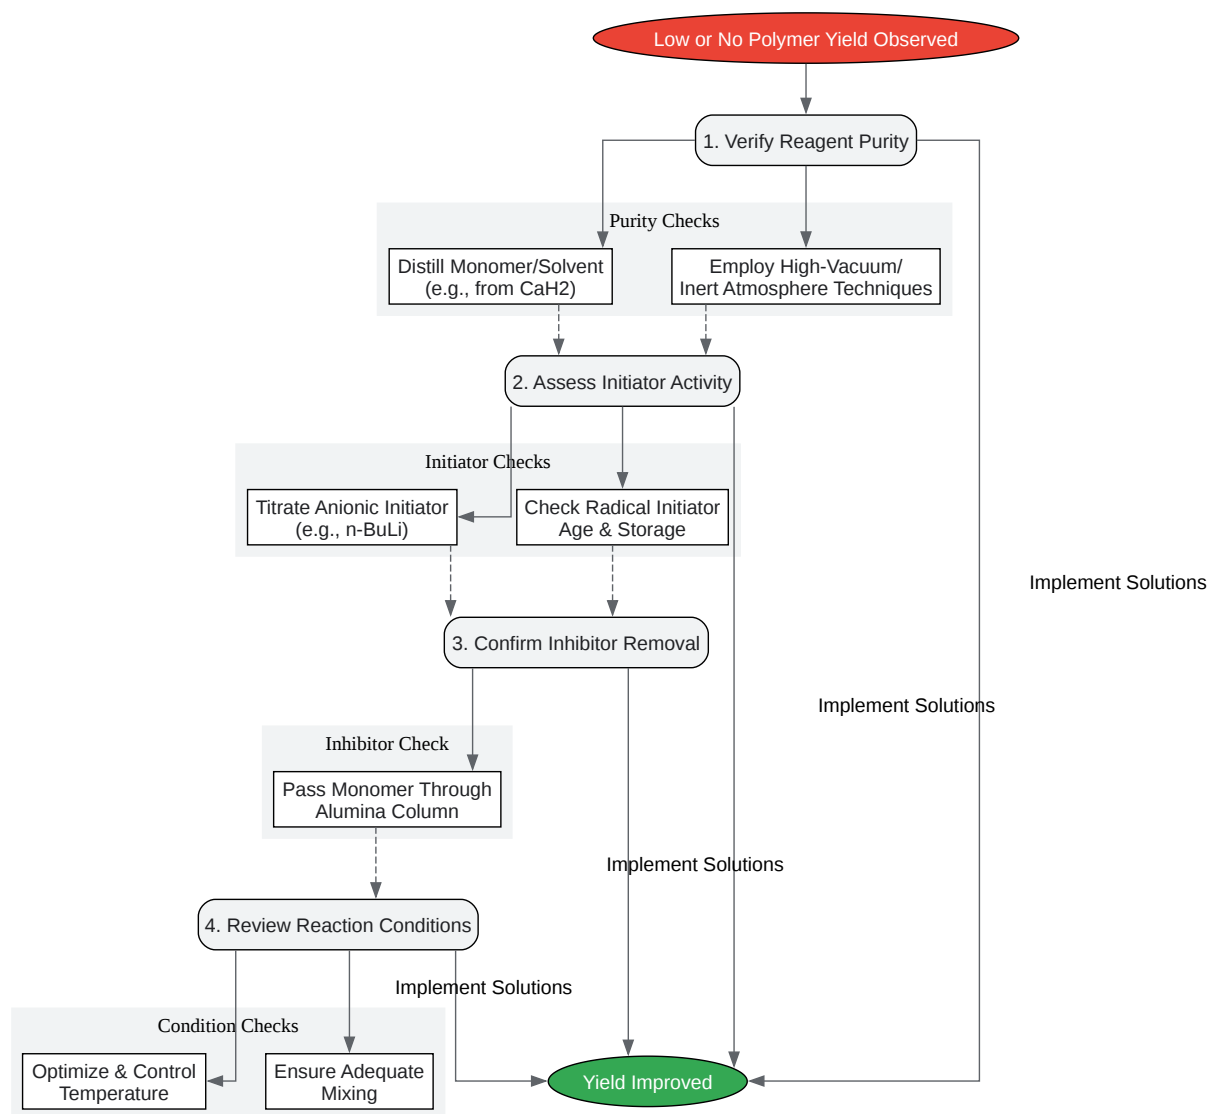 Low or No Polymer Yield Observed
1. Verify Reagent Purity
Purity Checks
Distill Monomer/Solvent
(e.g., from CaH2)
Employ High-Vacuum/
Inert Atmosphere Techniques
2. Assess Initiator Activity
Initiator Checks
Titrate Anionic Initiator
(e.g., n-BuLi)
Check Radical Initiator
Age & Storage
Implement Solutions
3. Confirm Inhibitor Removal
Implement Solutions
Inhibitor Check
Pass Monomer Through
Alumina Column
Implement Solutions
4. Review Reaction Conditions
Implement Solutions
Condition Checks
Optimize & Control
Temperature
Ensure Adequate
Mixing
Yield Improved